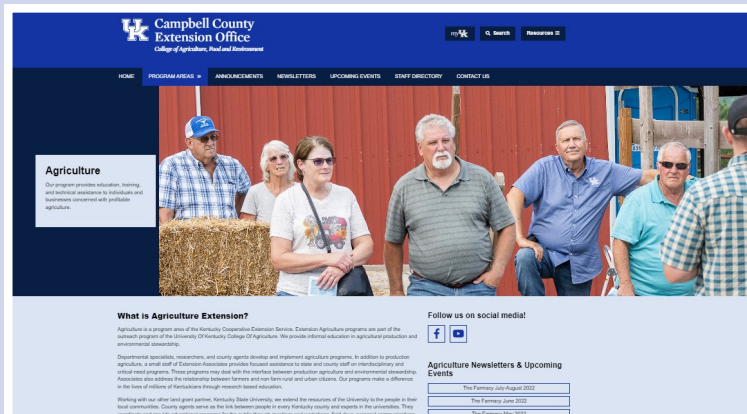 UK Campbell County
Extension Office
College of Agriculture, Food and Environment
myUK
Search
Resources
HOME
PROGRAM AREAS »
ANNOUNCEMENTS
NEWSLETTERS
UPCOMING EVENTS
STAFF DIRECTORY
CONTACT US
Agriculture
Our program provides education, training,
and technical assistance to individuals and
businesses concerned with profitable
agriculture.
What is Agriculture Extension?
Agriculture is a program area of the Kentucky Cooperative Extension Service. Extension Agriculture programs are part of the
outreach program of the University Of Kentucky College Of Agriculture. We provide informal education in agricultural production and
environmental stewardship.
Departmental specialists, researchers, and county agents develop and implement agriculture programs. In addition to production
agriculture, a small staff of Extension Associates provides focused assistance to state and county staff on interdisciplinary and
critical need programs. These programs may deal with the interface between production agriculture and environmental stewardship.
Associates also address the relationship between farmers and non farm rural and urban citizens. Our programs make a difference
in the lives of millions of Kentuckians through research based education.
Working with our other land grant partner, Kentucky State University, we extend the resources of the University to the people in their
local communities. County agents serve as the link between people in every Kentucky county and experts in the universities. They
Follow us on social media!
Agriculture Newsletters & Upcoming
Events
The Farmacy July-August 2022
The Farmacy June 2022
The Farmacy May 2022